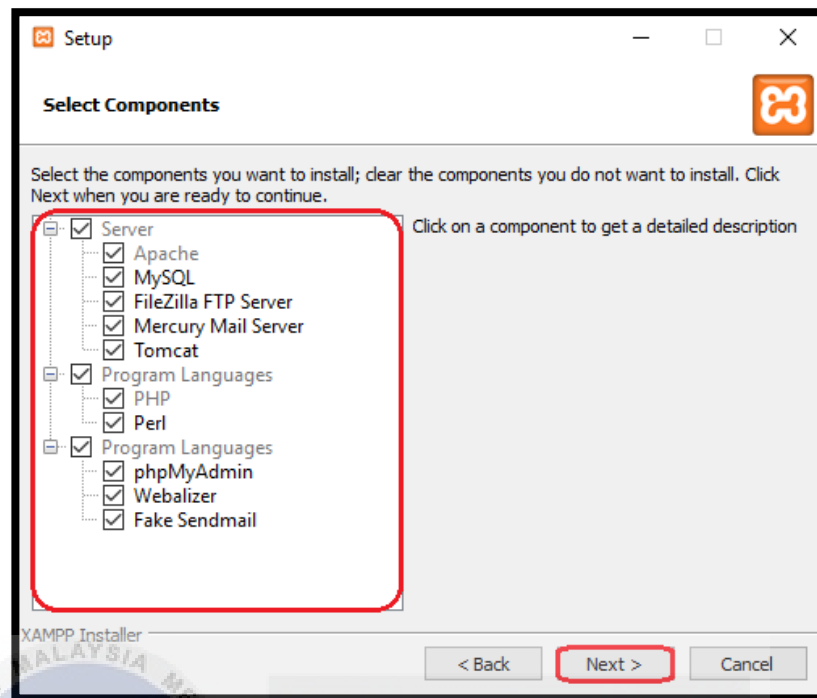 Setup
Select Components
Select the components you want to install; clear the components you do not want to install. Click
Next when you are ready to continue.
Server
Apache
MySQL
FileZilla FTP Server
Mercury Mail Server
Tomcat
Program Languages
PHP
Perl
Program Languages
phpMyAdmin
Webalizer
Fake Sendmail
Click on a component to get a detailed description
XAMPP Installer
< Back
Next >
Cancel
MALAYSIA